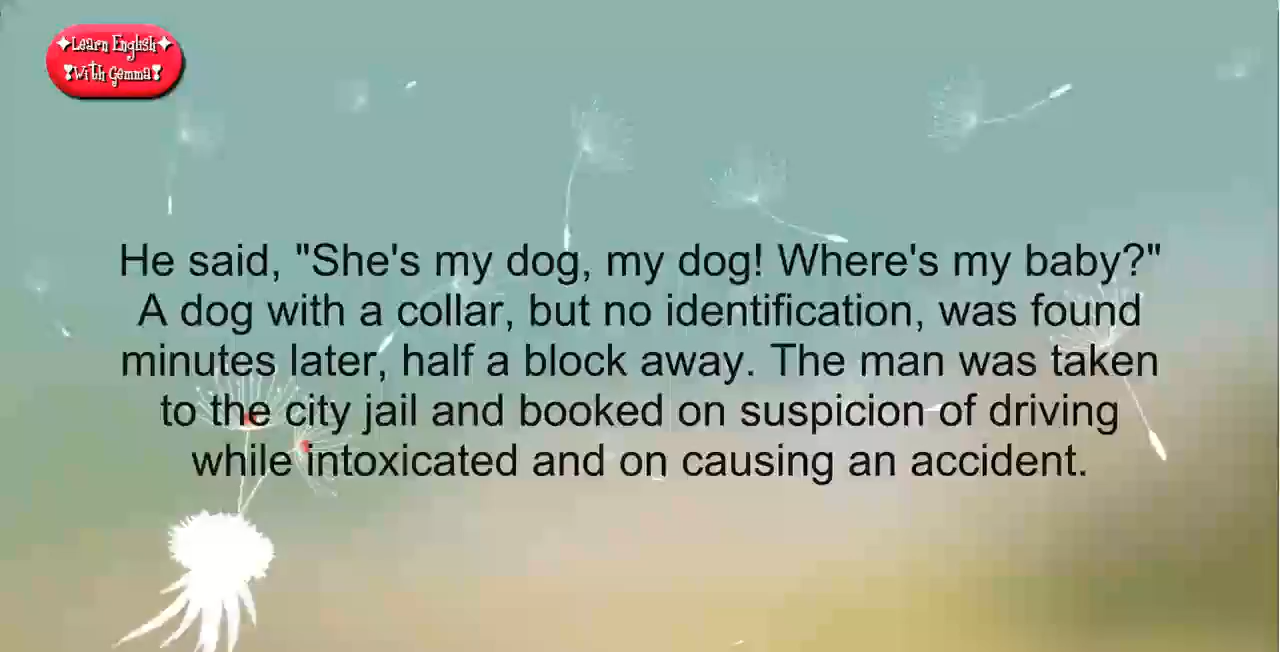 ✦Learn English✦
❣With Gemma❣
He said, "She's my dog, my dog! Where's my baby?"
A dog with a collar, but no identification, was found
minutes later, half a block away. The man was taken
to the city jail and booked on suspicion of driving
while intoxicated and on causing an accident.